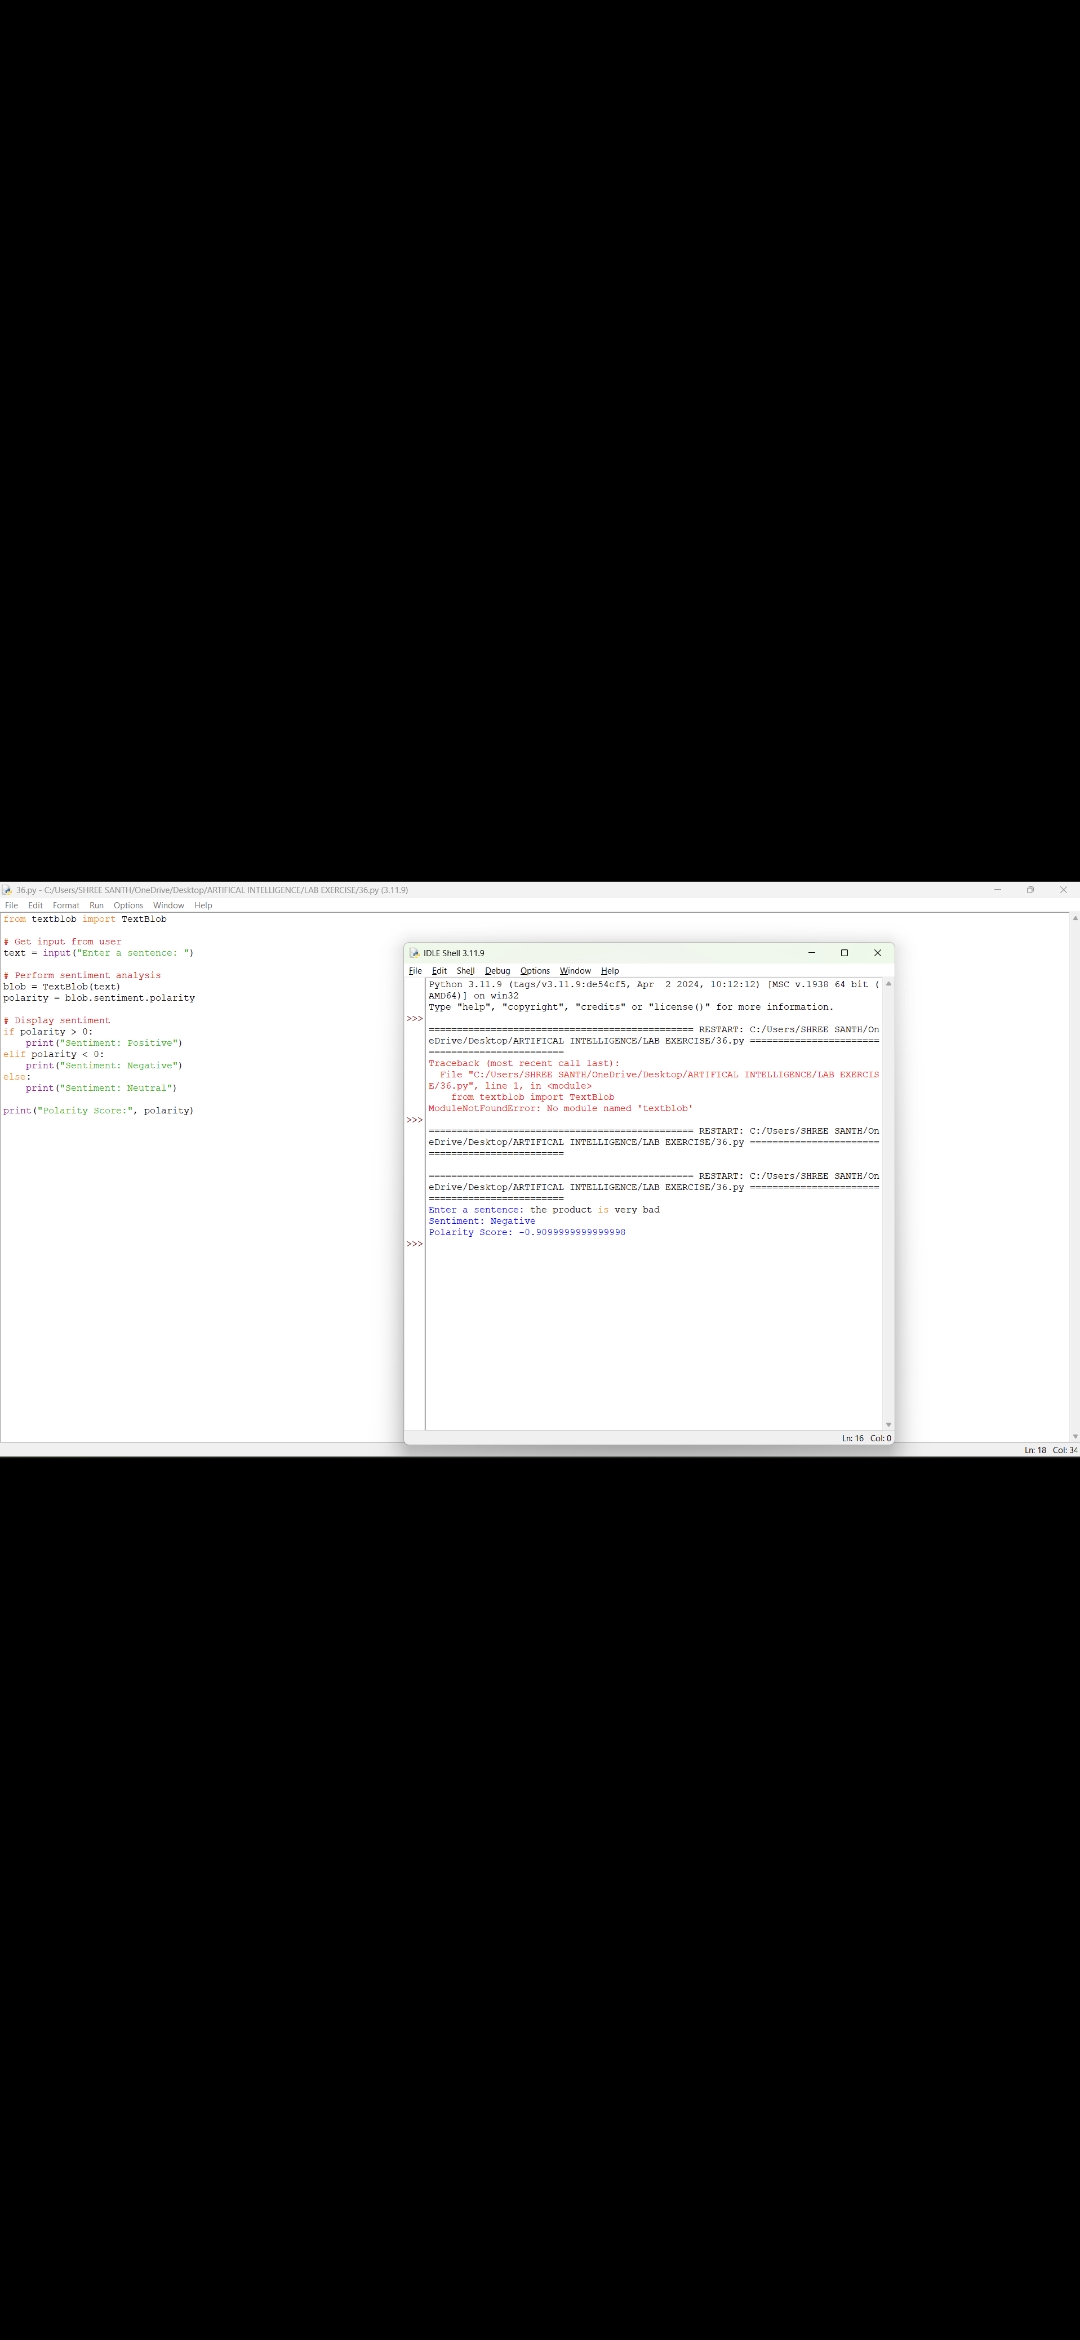 36.py - C:/Users/SHREE SANTH/OneDrive/Desktop/ARTIFICAL INTELLIGENCE/LAB EXERCISE/36.py (3.11.9)
File Edit Format Run Options Window Help
from textblob import TextBlob
# Get input from user
text = input("Enter a sentence: ")
# Perform sentiment analysis
blob = TextBlob(text)
polarity = blob.sentiment.polarity
# Display sentiment
if polarity > 0:
    print("Sentiment: Positive")
elif polarity < 0:
    print("Sentiment: Negative")
else:
    print("Sentiment: Neutral")
print("Polarity Score:", polarity)
IDLE Shell 3.11.9
File Edit Shell Debug Options Window Help
Python 3.11.9 (tags/v3.11.9:de54cf5, Apr  2 2024, 10:12:12) [MSC v.1938 64 bit (
AMD64)] on win32
Type "help", "copyright", "credits" or "license()" for more information.
>>>
=============================================== RESTART: C:/Users/SHREE SANTH/On
eDrive/Desktop/ARTIFICAL INTELLIGENCE/LAB EXERCISE/36.py =======================
========================
Traceback (most recent call last):
  File "C:/Users/SHREE SANTH/OneDrive/Desktop/ARTIFICAL INTELLIGENCE/LAB EXERCIS
E/36.py", line 1, in <module>
    from textblob import TextBlob
ModuleNotFoundError: No module named 'textblob'
>>>
=============================================== RESTART: C:/Users/SHREE SANTH/On
eDrive/Desktop/ARTIFICAL INTELLIGENCE/LAB EXERCISE/36.py =======================
========================
=============================================== RESTART: C:/Users/SHREE SANTH/On
eDrive/Desktop/ARTIFICAL INTELLIGENCE/LAB EXERCISE/36.py =======================
========================
Enter a sentence: the product is very bad
Sentiment: Negative
Polarity Score: -0.9099999999999998
>>>
Ln: 16 Col: 0
Ln: 18 Col: 34